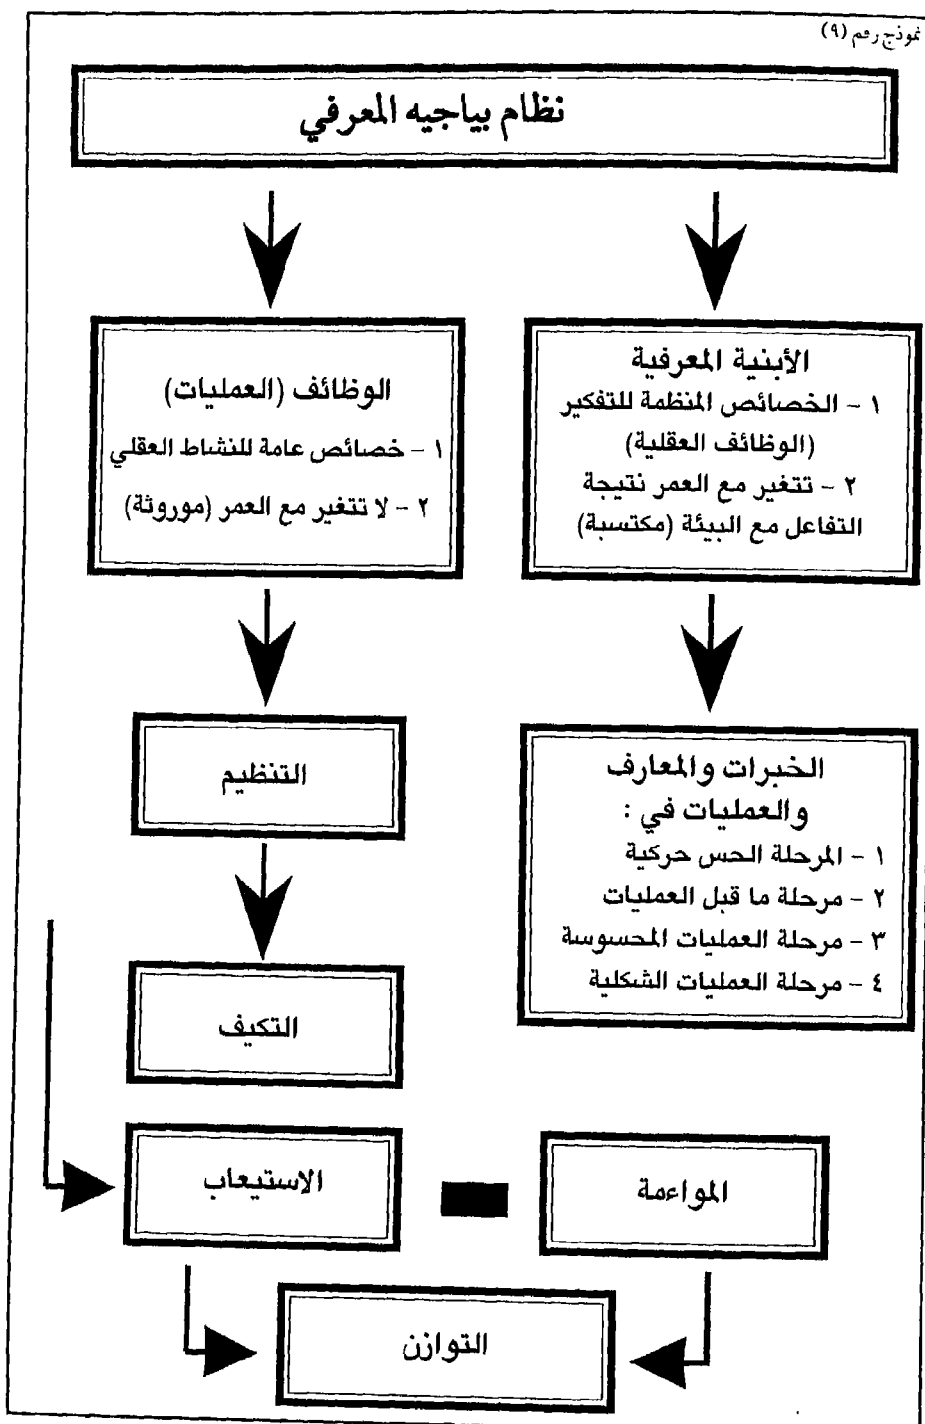 نموذج رقم (٩)
نظام بياجيه المعرفي
الأبنية المعرفية
١ - الخصائص المنظمة للتفكير
(الوظائف العقلية)
٢ - تتغير مع العمر نتيجة
التفاعل مع البيئة (مكتسبة)
الوظائف (العمليات)
١ - خصائص عامة للنشاط العقلي
٢ - لا تتغير مع العمر (موروثة)
الخبرات والمعارف
والعمليات في :
١ - المرحلة الحس حركية
٢ - مرحلة ما قبل العمليات
٣ - مرحلة العمليات المحسوسة
٤ - مرحلة العمليات الشكلية
التنظيم
التكيف
المواءمة
الاستيعاب
التوازن